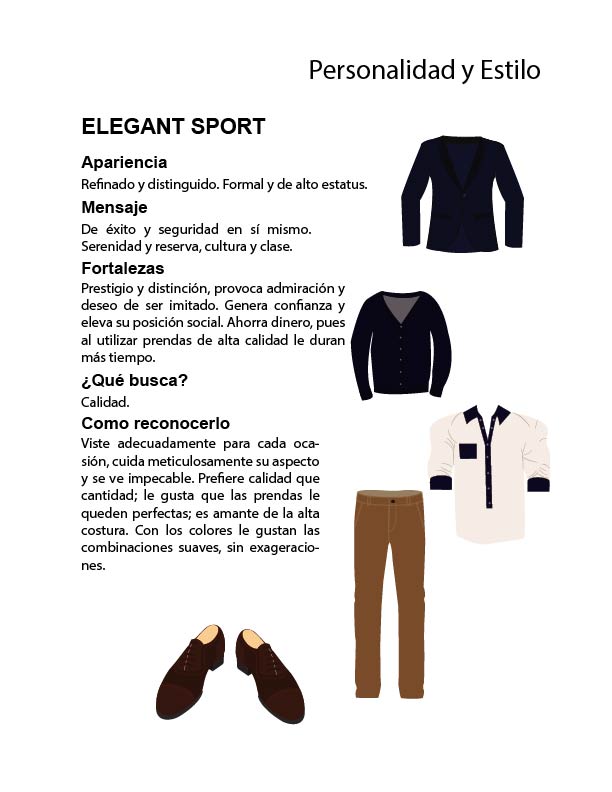 Personalidad y Estilo
ELEGANT SPORT
Apariencia
Refinado y distinguido. Formal y de alto estatus.
Mensaje
De éxito y seguridad en sí mismo.
Serenidad y reserva, cultura y clase.
Fortalezas
Prestigio y distinción, provoca admiración y
deseo de ser imitado. Genera confianza y
eleva su posición social. Ahorra dinero, pues
al utilizar prendas de alta calidad le duran
más tiempo.
¿Qué busca?
Calidad.
Como reconocerlo
Viste adecuadamente para cada oca-
sión, cuida meticulosamente su aspecto
y se ve impecable. Prefiere calidad que
cantidad; le gusta que las prendas le
queden perfectas; es amante de la alta
costura. Con los colores le gustan las
combinaciones suaves, sin exageracio-
nes.